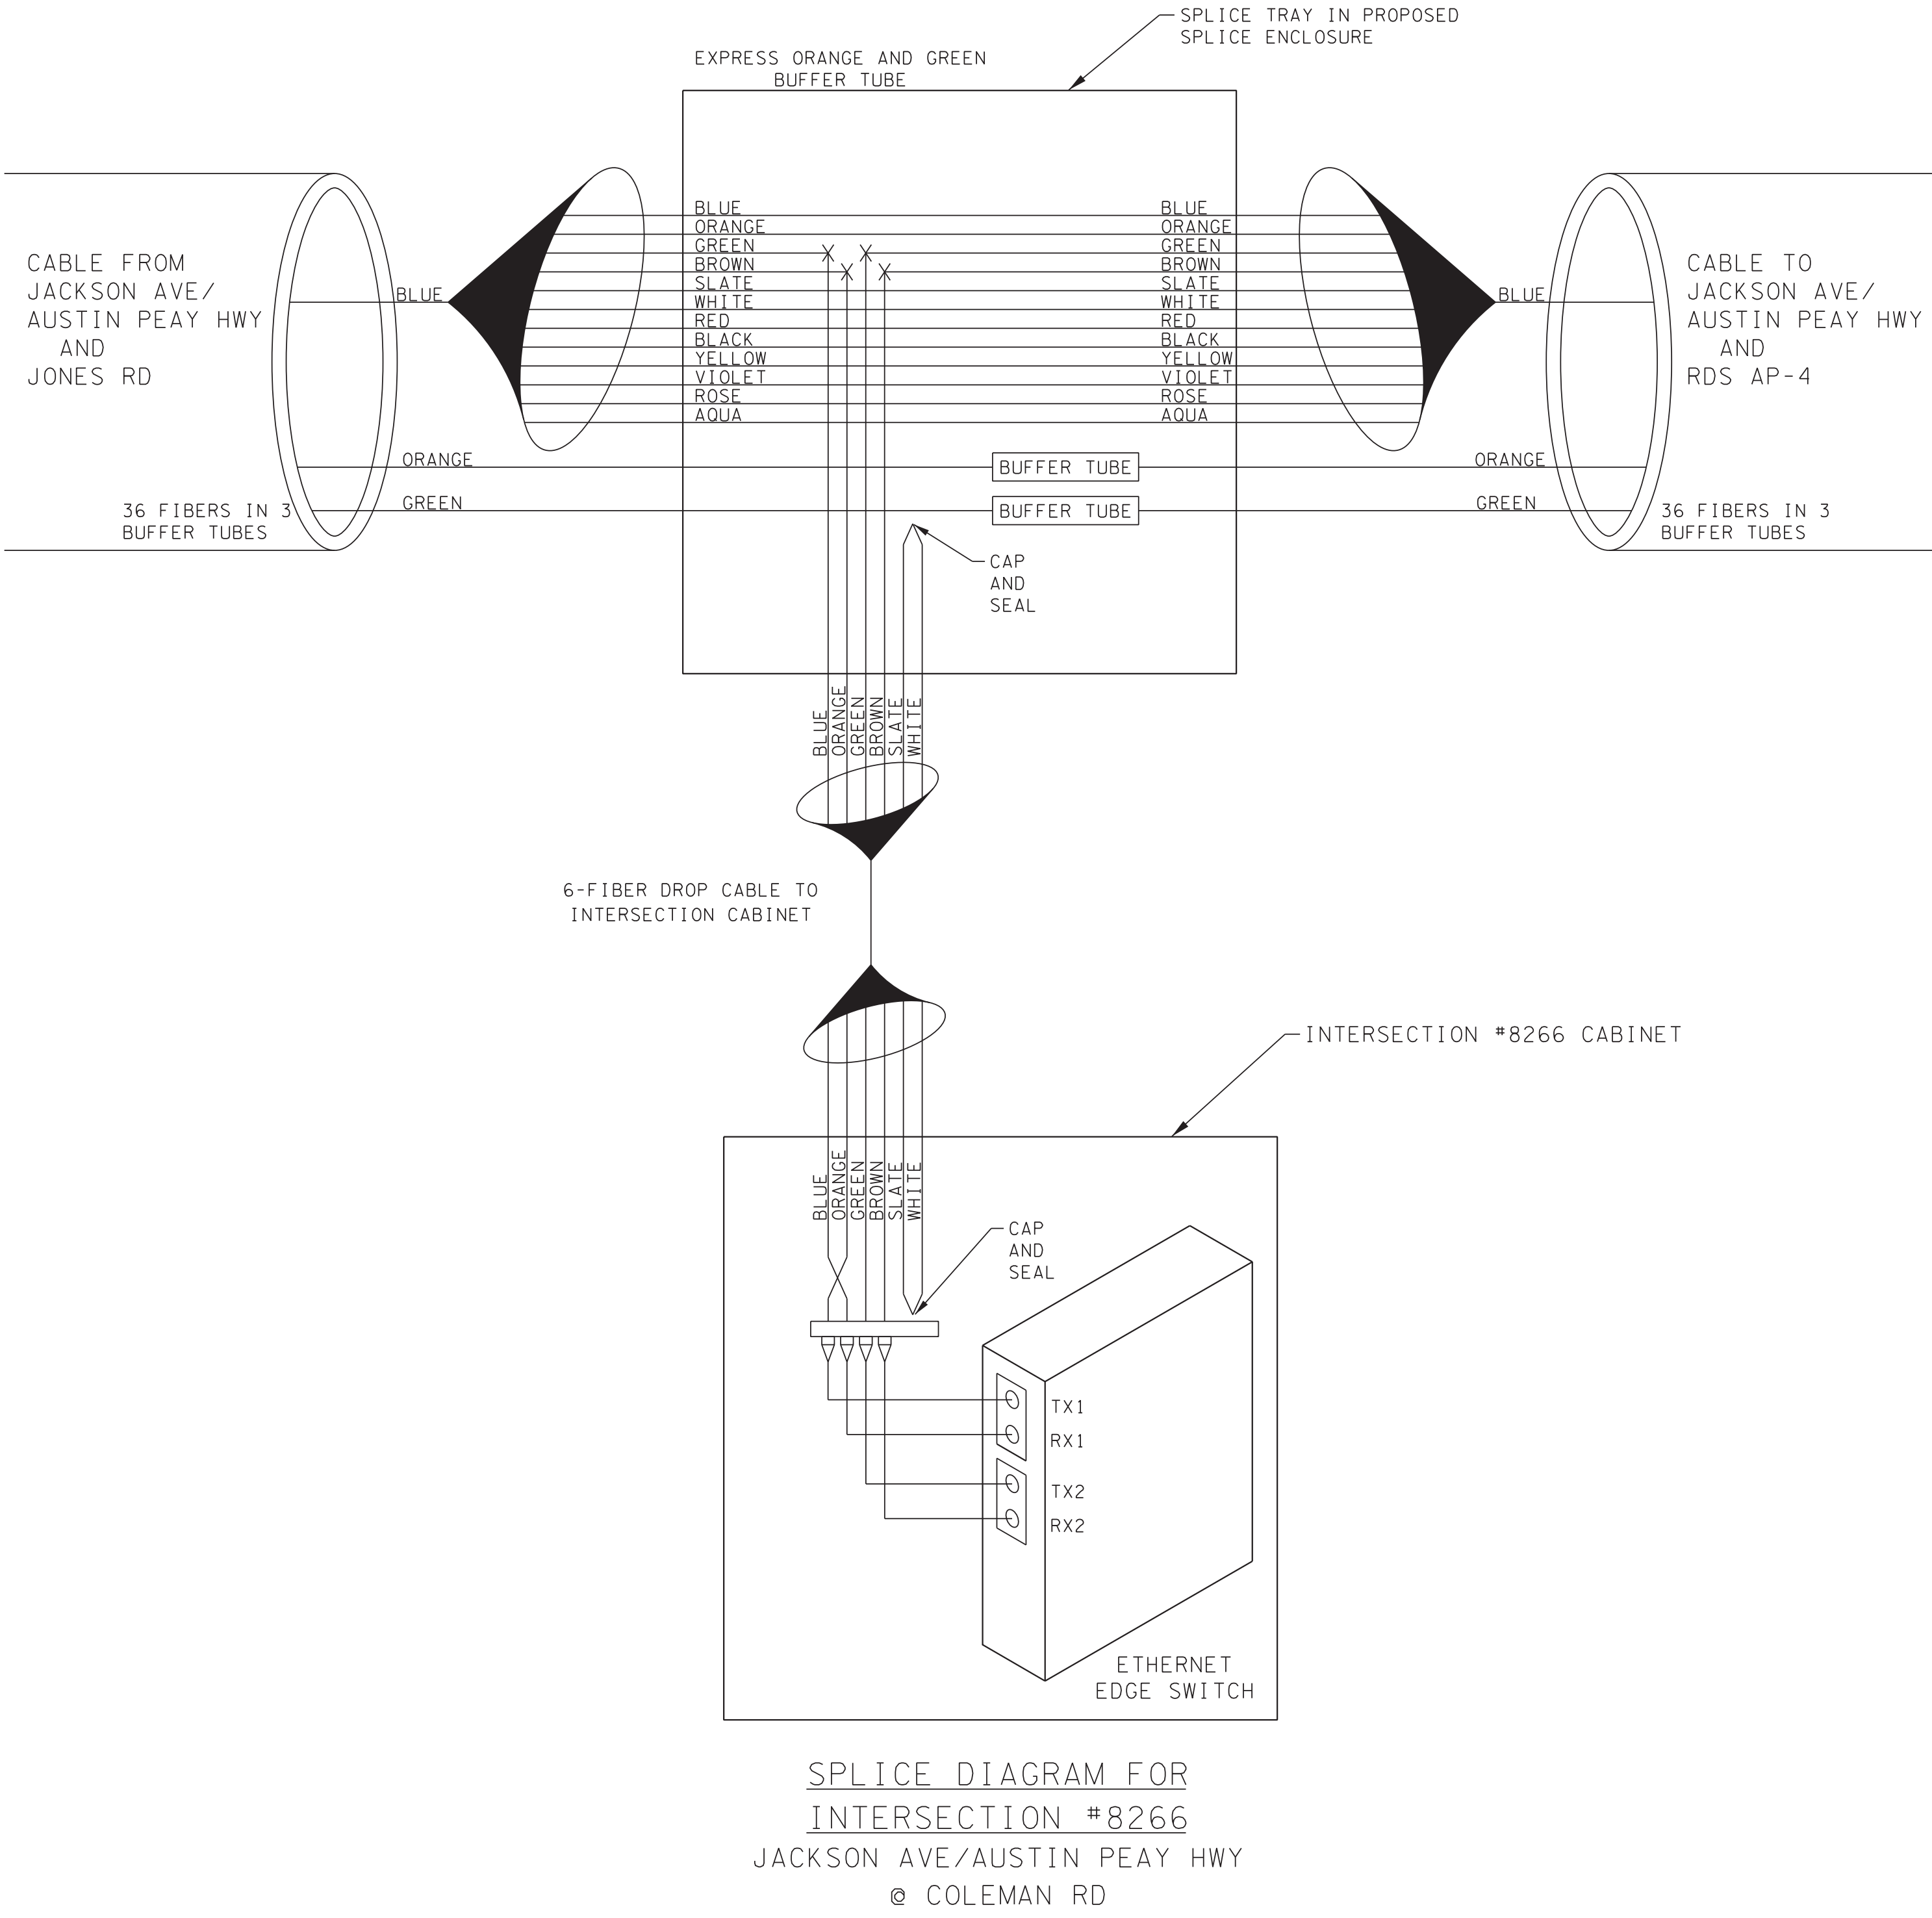 SPLICE TRAY IN PROPOSED
SPLICE ENCLOSURE
EXPRESS ORANGE AND GREEN
BUFFER TUBE
CABLE FROM
JACKSON AVE/
AUSTIN PEAY HWY
AND
JONES RD
36 FIBERS IN 3
BUFFER TUBES
BLUE
ORANGE
GREEN
BLUE
ORANGE
GREEN
BROWN
SLATE
WHITE
RED
BLACK
YELLOW
VIOLET
ROSE
AQUA
BLUE
ORANGE
GREEN
BROWN
SLATE
WHITE
RED
BLACK
YELLOW
VIOLET
ROSE
AQUA
BUFFER TUBE
BUFFER TUBE
BLUE
ORANGE
GREEN
CABLE TO
JACKSON AVE/
AUSTIN PEAY HWY
AND
RDS AP-4
36 FIBERS IN 3
BUFFER TUBES
CAP
AND
SEAL
BLUE
ORANGE
GREEN
BROWN
SLATE
WHITE
6-FIBER DROP CABLE TO
INTERSECTION CABINET
INTERSECTION #8266 CABINET
BLUE
ORANGE
GREEN
BROWN
SLATE
WHITE
CAP
AND
SEAL
TX1
RX1
TX2
RX2
ETHERNET
EDGE SWITCH
SPLICE DIAGRAM FOR
INTERSECTION #8266
JACKSON AVE/AUSTIN PEAY HWY
@ COLEMAN RD